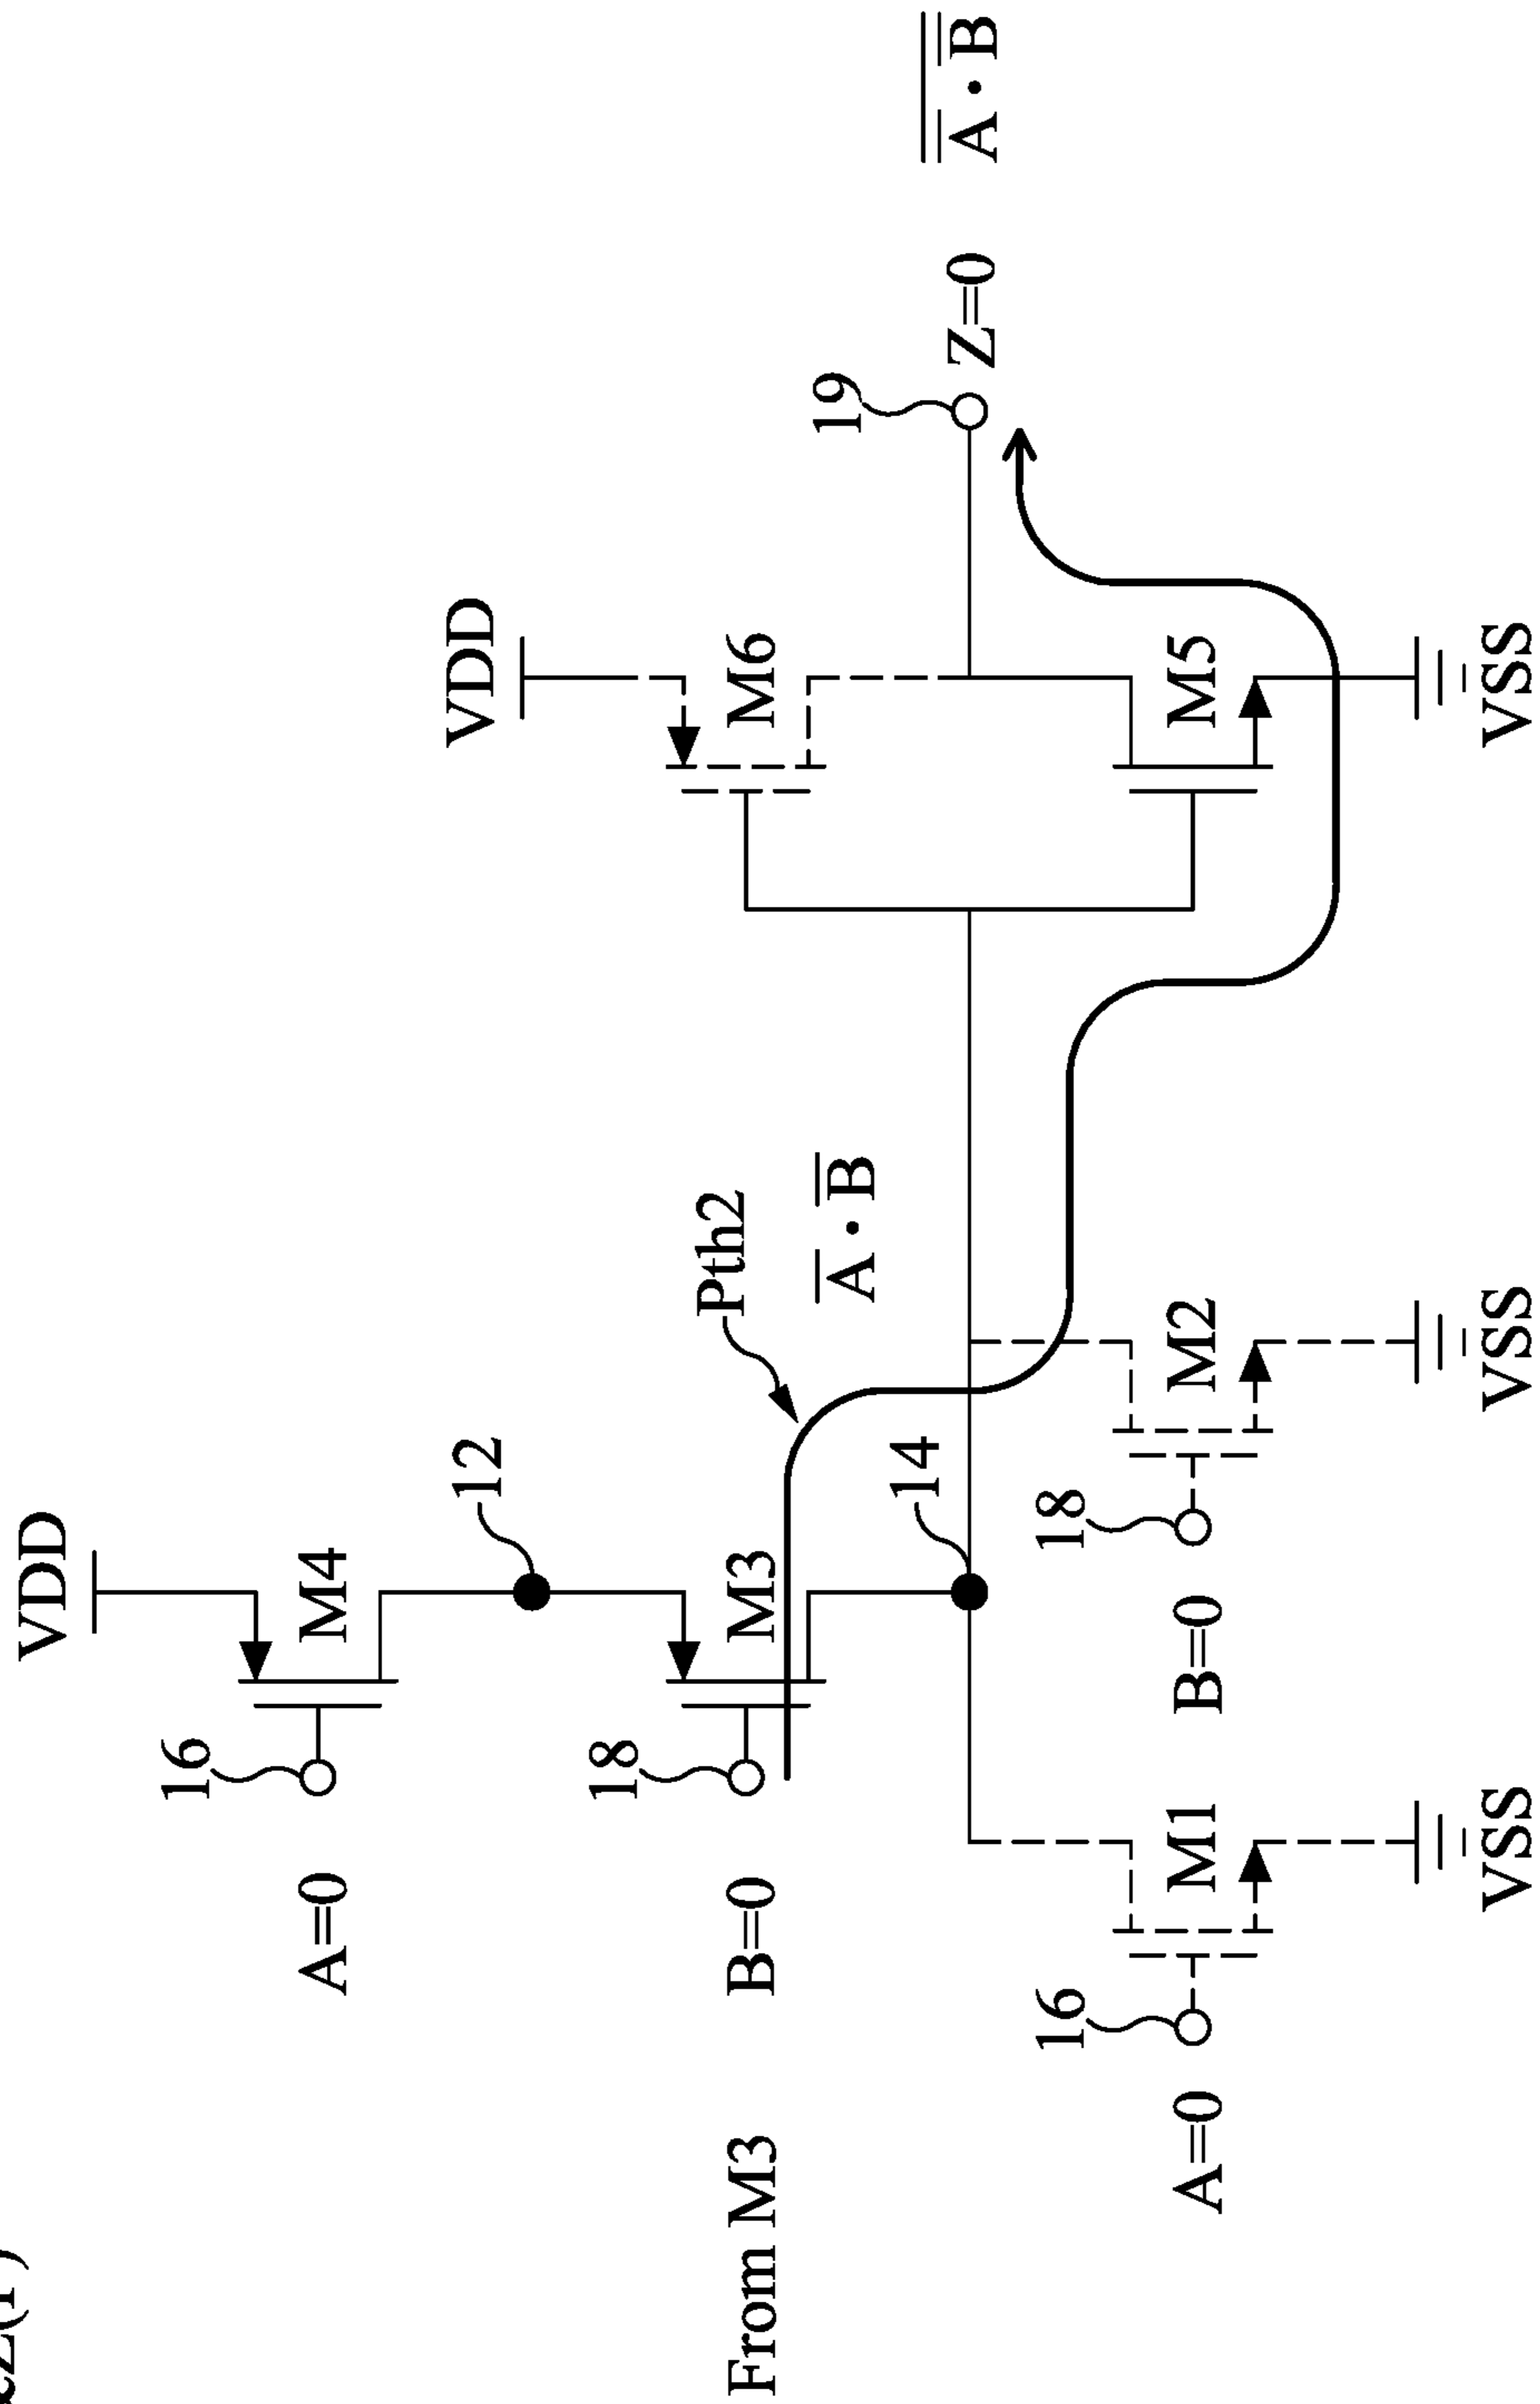 VDD
16
A=0
M4
12
VDD
18
B=0
M3
Pth2
M6
From M3
14
A̅ · B̅
19
Z=0
A̿ · B̿
16
A=0
M1
18
B=0
M2
M5
VSS
VSS
VSS